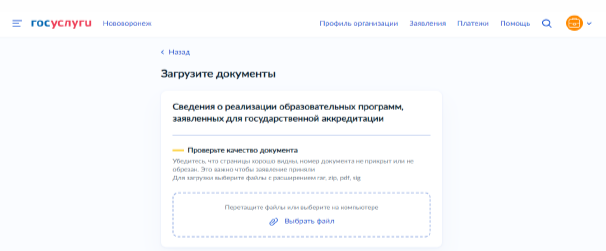 госуслуги Нововоронеж Профиль организации Заявления Платежи Помощь
Назад
Загрузите документы
Сведения о реализации образовательных программ,
заявленных для государственной аккредитации
Проверьте качество документа
Убедитесь, что страницы хорошо видны, номер документа не прикрыт или не
обрезан. Это важно чтобы заявление приняли
Для загрузки выберите файлы с расширением rar, zip, pdf, sig
Перетащите файлы или выберите на компьютере
Выбрать файл